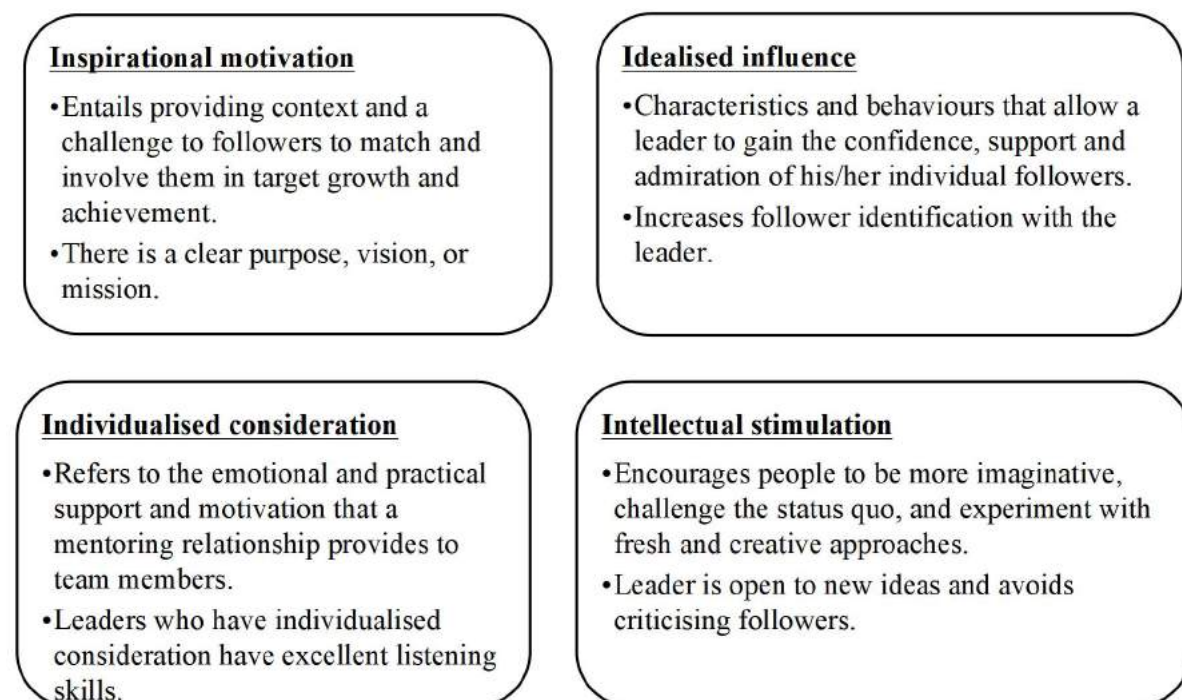 Inspirational motivation
•Entails providing context and a
challenge to followers to match and
involve them in target growth and
achievement.
•There is a clear purpose, vision, or
mission.
Idealised influence
•Characteristics and behaviours that allow a
leader to gain the confidence, support and
admiration of his/her individual followers.
•Increases follower identification with the
leader.
Individualised consideration
•Refers to the emotional and practical
support and motivation that a
mentoring relationship provides to
team members.
•Leaders who have individualised
consideration have excellent listening
skills.
Intellectual stimulation
•Encourages people to be more imaginative,
challenge the status quo, and experiment with
fresh and creative approaches.
•Leader is open to new ideas and avoids
criticising followers.